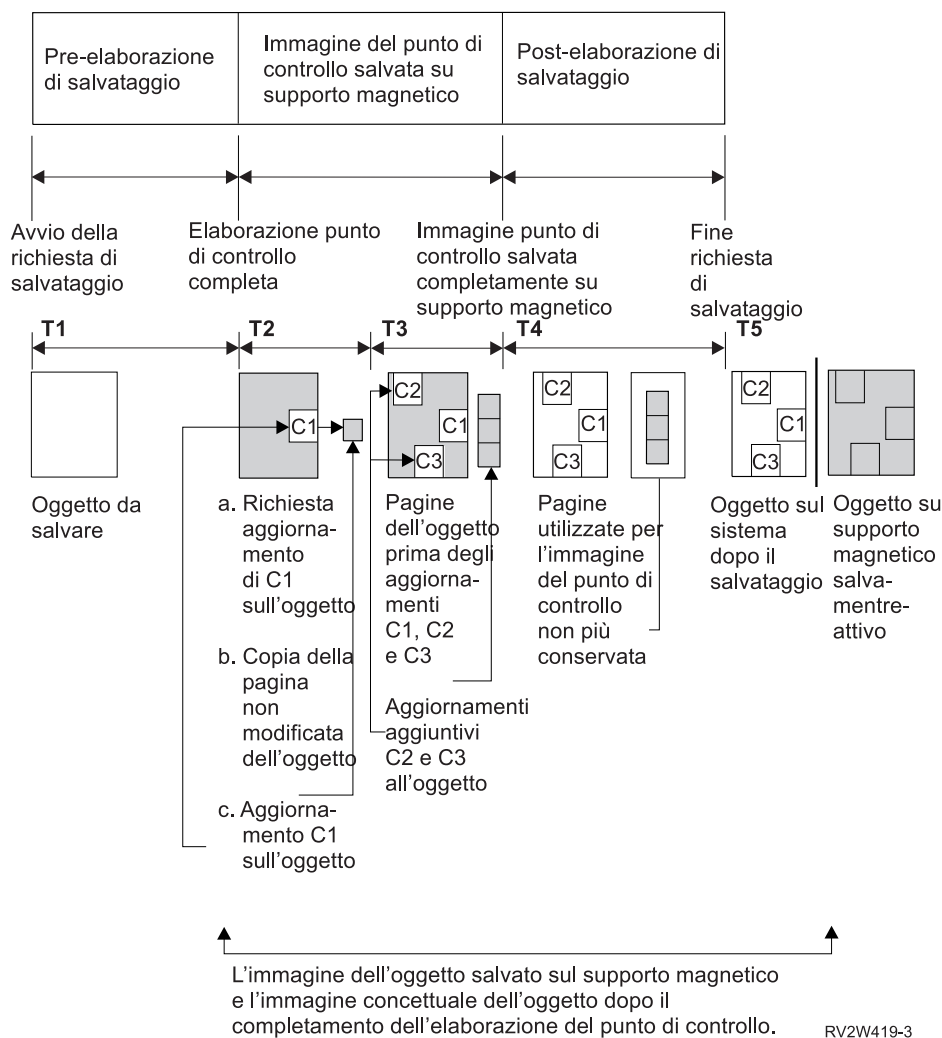 Pre-elaborazione
di salvataggio
Immagine del punto di
controllo salvata su
supporto magnetico
Post-elaborazione di
salvataggio
Avvio della
richiesta di
salvataggio
Elaborazione punto
di controllo
completa
Immagine punto di
controllo salvata
completamente su
supporto magnetico
Fine
richiesta
di
salvataggio
T1
T2
T3
T4
T5
C1
C2
C1
C3
C2
C1
C3
C2
C1
C3
Oggetto da
salvare
a. Richiesta
aggiorna-
mento
di C1
sull'oggetto
b. Copia della
pagina
non
modificata
dell'oggetto
c. Aggiorna-
mento C1
sull'oggetto
Pagine
dell'oggetto
prima degli
aggiorna-
menti
C1, C2
e C3
Aggiornamenti
aggiuntivi
C2 e C3
all'oggetto
Pagine
utilizzate per
l'immagine
del punto di
controllo
non più
conservata
Oggetto sul
sistema
dopo il
salvataggio
Oggetto su
supporto
magnetico
salva-
mentre-
attivo
L'immagine dell'oggetto salvato sul supporto magnetico
e l'immagine concettuale dell'oggetto dopo il
completamento dell'elaborazione del punto di controllo.
RV2W419-3